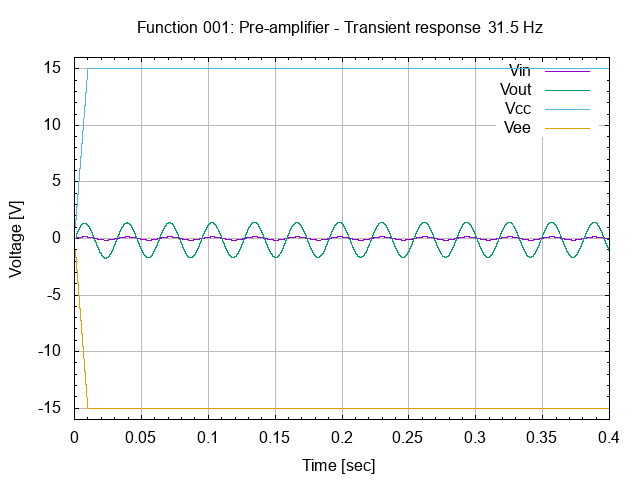 Function 001: Pre-amplifier - Transient response  31.5 Hz
Vin
Vout
Vcc
Vee
15
10
5
0
-5
-10
-15
Voltage [V]
0 0.05 0.1 0.15 0.2 0.25 0.3 0.35 0.4
Time [sec]